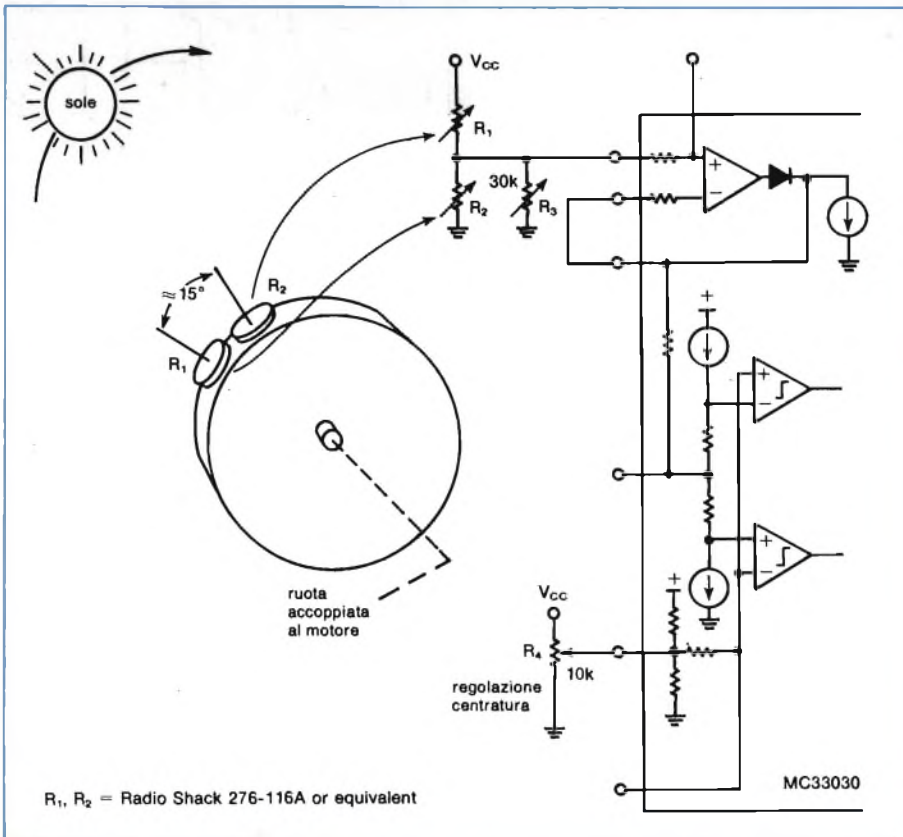 sole
VCC
R1
R2
30k
R3
+
−
≈ 15°
R2
R1
+
+
−
+
−
ruota
accoppiata
al motore
+
VCC
R4
10k
regolazione
centratura
MC33030
R1, R2 = Radio Shack 276-116A or equivalent